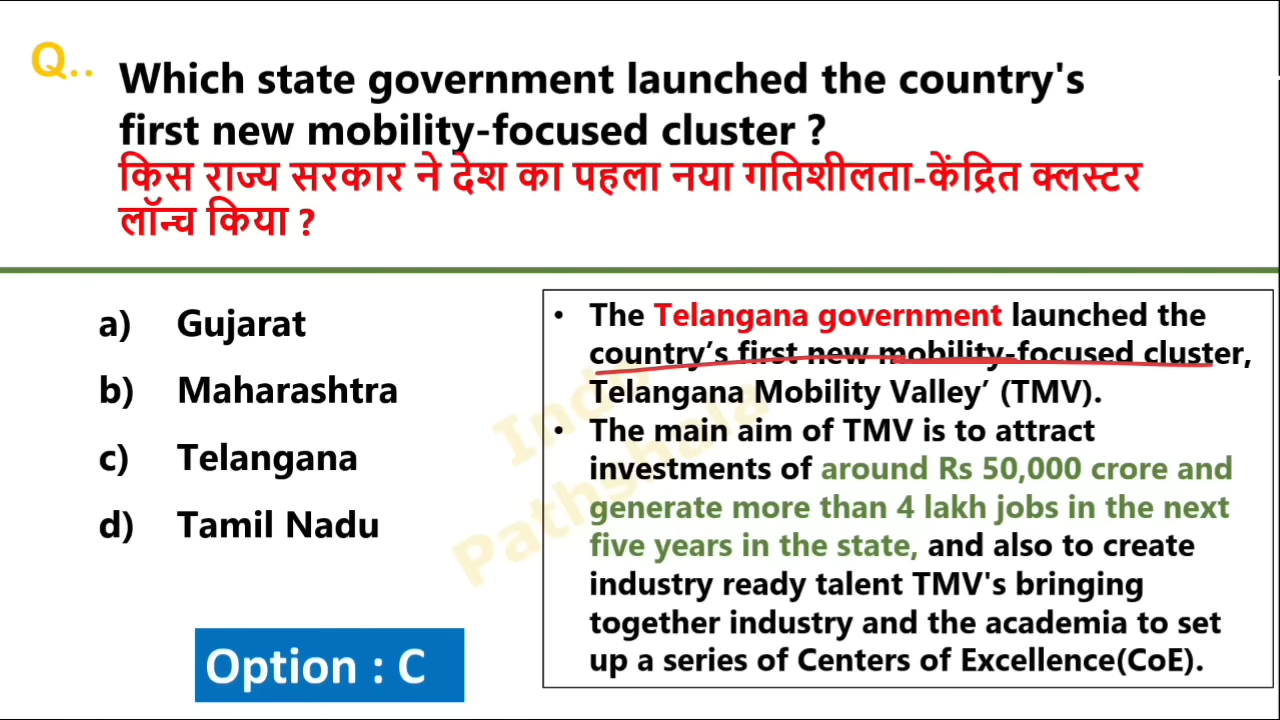 Q..
Which state government launched the country's
first new mobility-focused cluster ?
किस राज्य सरकार ने देश का पहला नया गतिशीलता-केंद्रित क्लस्टर
लॉन्च किया ?
a) Gujarat
b) Maharashtra
c) Telangana
d) Tamil Nadu
Option : C
• The Telangana government launched the
country’s first new mobility-focused cluster,
Telangana Mobility Valley’ (TMV).
• The main aim of TMV is to attract
investments of around Rs 50,000 crore and
generate more than 4 lakh jobs in the next
five years in the state, and also to create
industry ready talent TMV's bringing
together industry and the academia to set
up a series of Centers of Excellence(CoE).
Pathshala